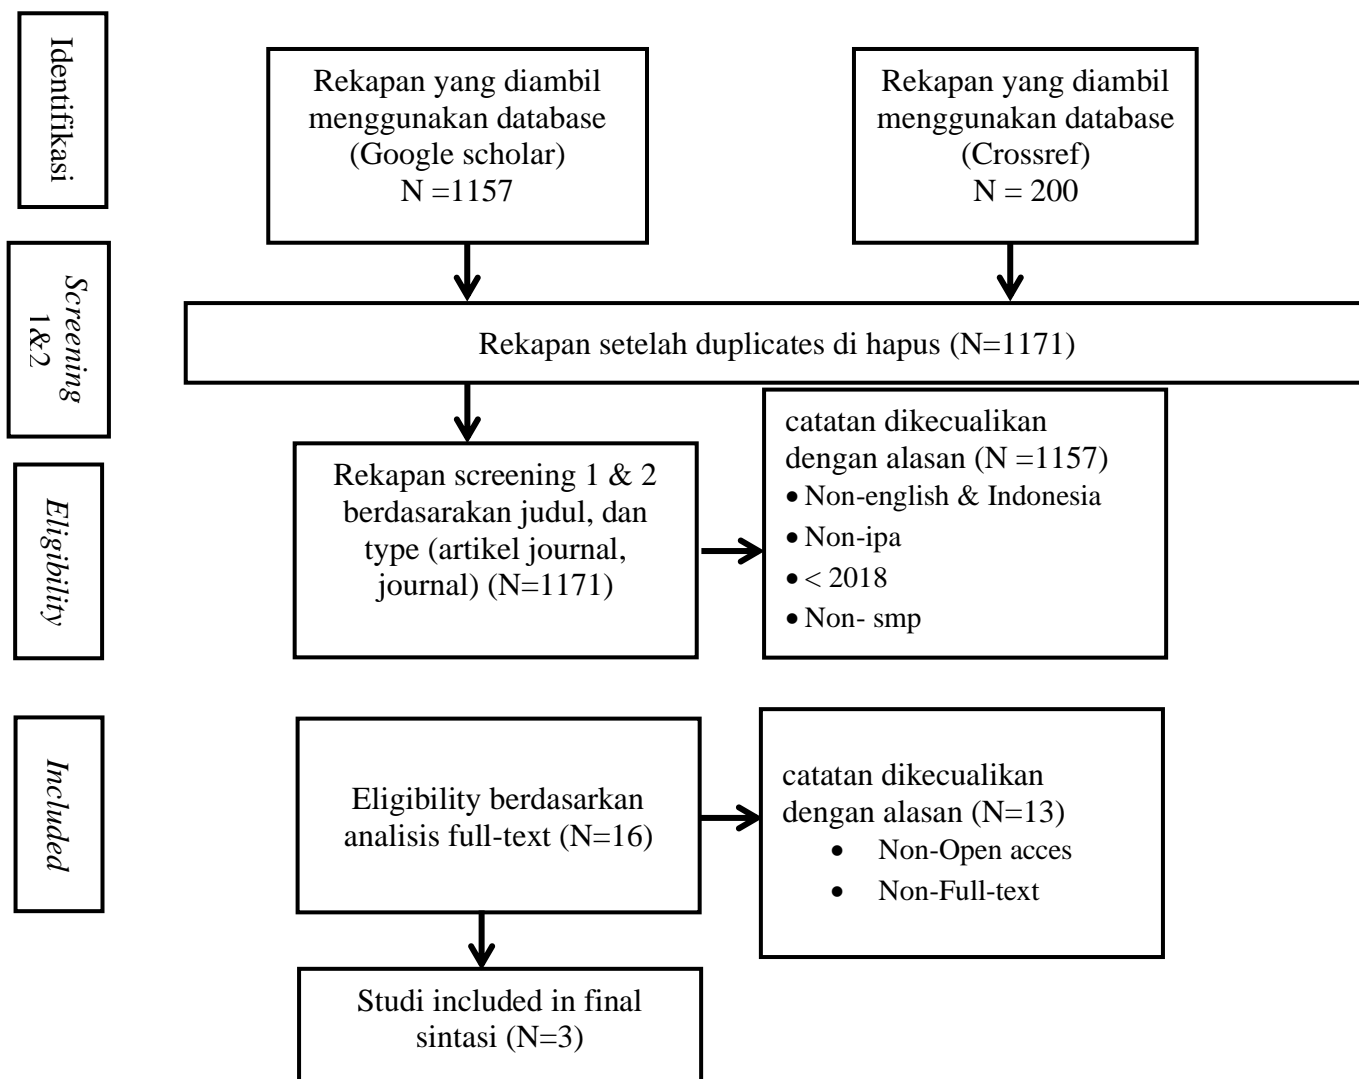 Identifikasi
Rekapan yang diambil
menggunakan database
(Google scholar)
N =1157
Rekapan yang diambil
menggunakan database
(Crossref)
N = 200
Screening
1&2
Rekapan setelah duplicates di hapus (N=1171)
Eligibility
Rekapan screening 1 & 2
berdasarakan judul, dan
type (artikel journal,
journal) (N=1171)
catatan dikecualikan
dengan alasan (N =1157)
• Non-english & Indonesia
• Non-ipa
• < 2018
• Non- smp
Included
Eligibility berdasarkan
analisis full-text (N=16)
catatan dikecualikan
dengan alasan (N=13)
• Non-Open acces
• Non-Full-text
Studi included in final
sintasi (N=3)